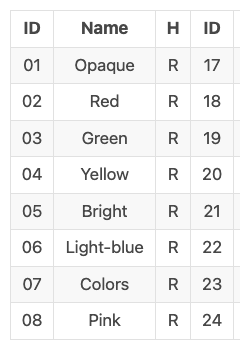 ID Name H ID
01 Opaque R 17
02 Red R 18
03 Green R 19
04 Yellow R 20
05 Bright R 21
06 Light-blue R 22
07 Colors R 23
08 Pink R 24